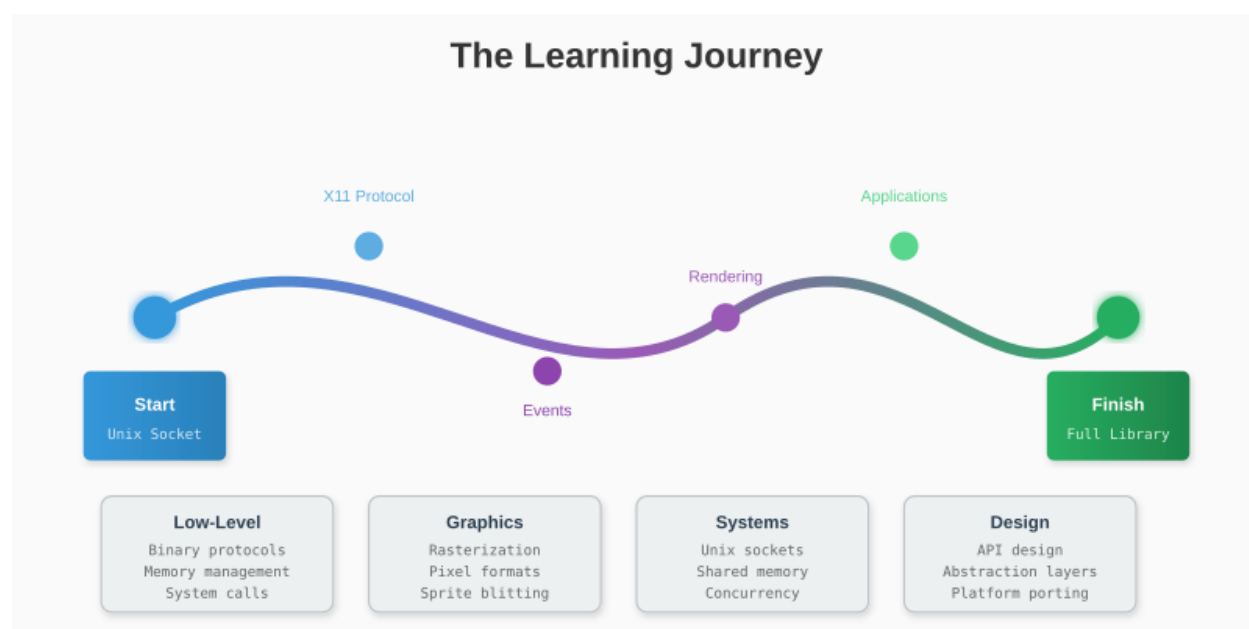 The Learning Journey
X11 Protocol
Applications
Rendering
Events
Start
Unix Socket
Finish
Full Library
Low-Level
Binary protocols
Memory management
System calls
Graphics
Rasterization
Pixel formats
Sprite blitting
Systems
Unix sockets
Shared memory
Concurrency
Design
API design
Abstraction layers
Platform porting